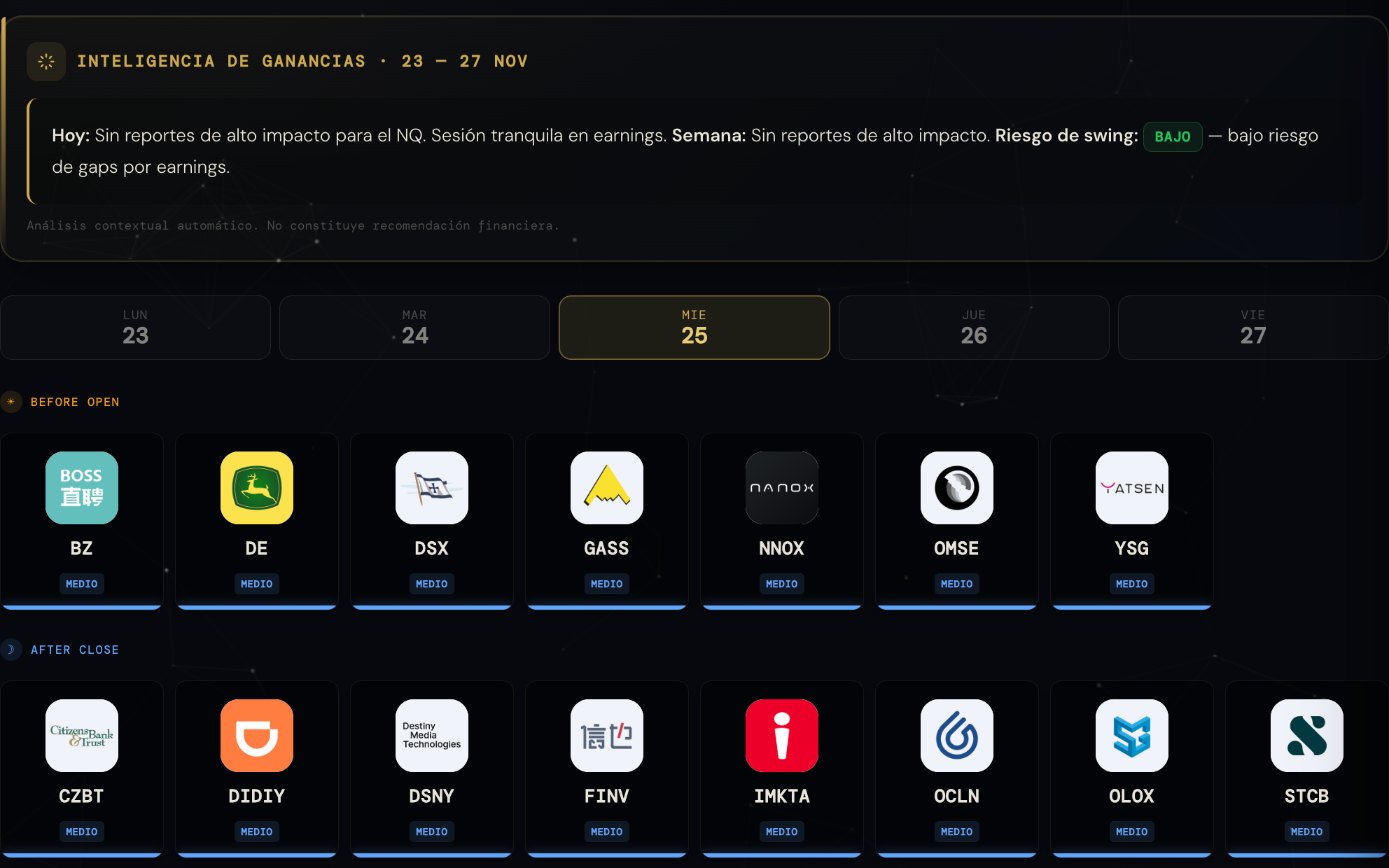 INTELIGENCIA DE GANANCIAS · 23 — 27 NOV
Hoy: Sin reportes de alto impacto para el NQ. Sesión tranquila en earnings. Semana: Sin reportes de alto impacto. Riesgo de swing: BAJO — bajo riesgo
de gaps por earnings.
Análisis contextual automático. No constituye recomendación financiera.
LUN MAR MIE JUE VIE
23 24 25 26 27
BEFORE OPEN
BOSS
直聘
nanox
YATSEN
BZ DE DSX GASS NNOX OMSE YSG
MEDIO MEDIO MEDIO MEDIO MEDIO MEDIO MEDIO
AFTER CLOSE
Citizens Bank
& Trust
Destiny
Media
Technologies
信也
CZBT DIDIY DSNY FINV IMKTA OCLN OLOX STCB
MEDIO MEDIO MEDIO MEDIO MEDIO MEDIO MEDIO MEDIO